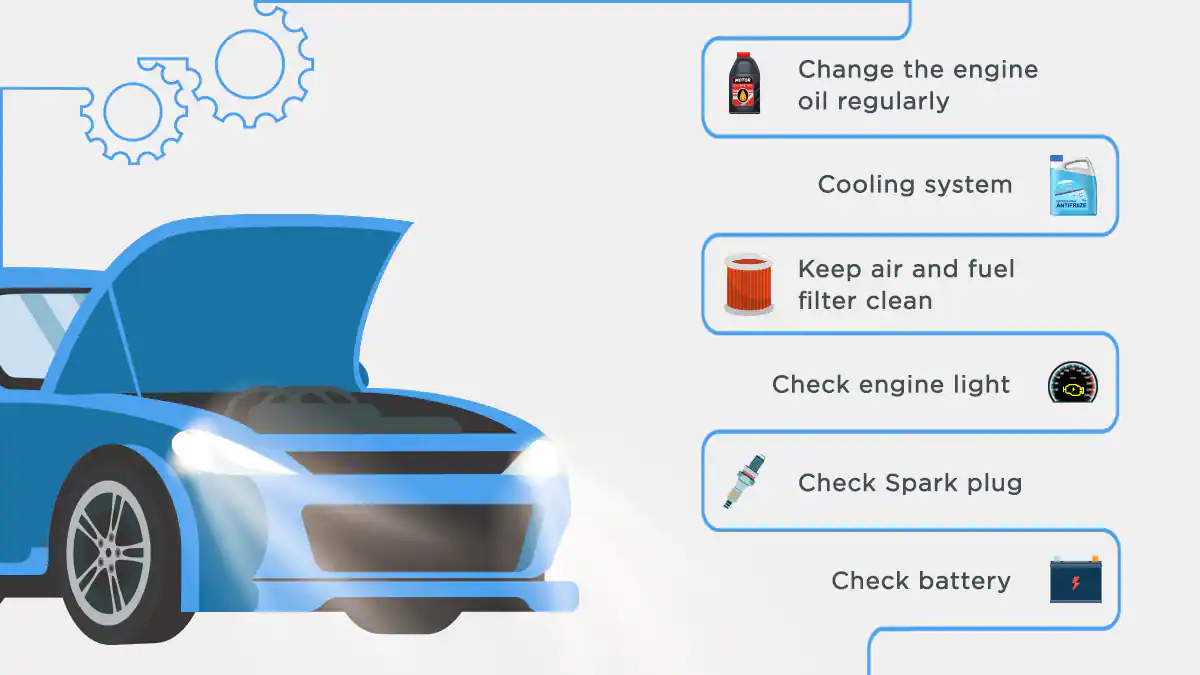 Change the engine
oil regularly
MOTOR
Cooling system
ANTIFRIZE
Keep air and fuel
filter clean
Check engine light
Check Spark plug
Check battery